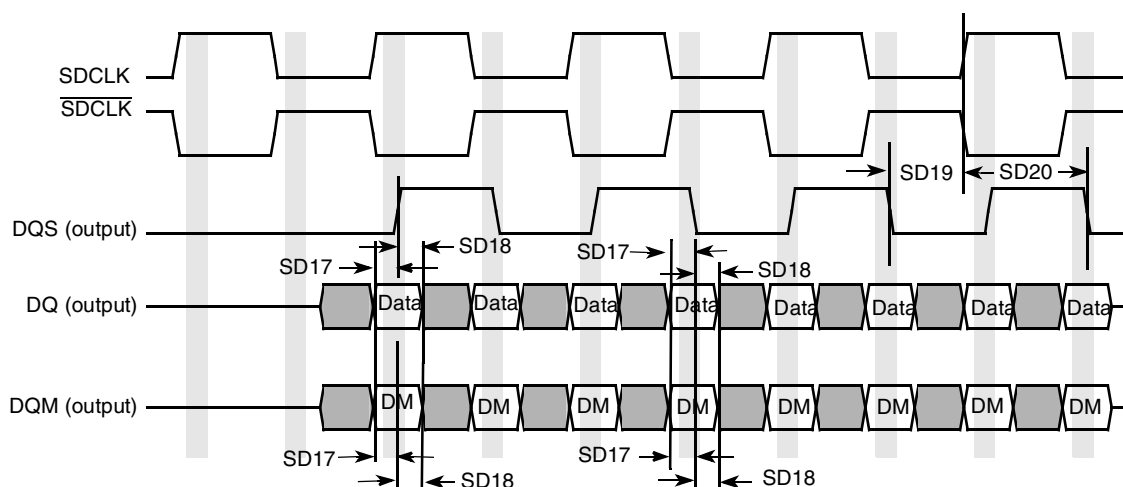 SDCLK
SDCLK
SD19
SD20
DQS (output)
SD18
SD17
SD17
SD18
DQ (output)
Data
Data
Data
Data
Data
Data
Data
Data
DQM (output)
DM
DM
DM
DM
DM
DM
DM
DM
SD17
SD18
SD17
SD18